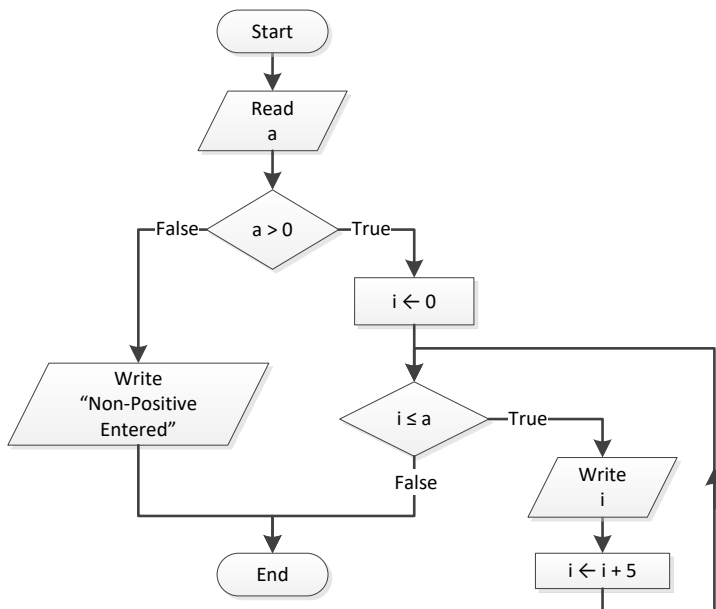 Start
Read
a
a > 0
False
True
i ← 0
Write
“Non-Positive
Entered”
i ≤ a
True
False
Write
i
i ← i + 5
End